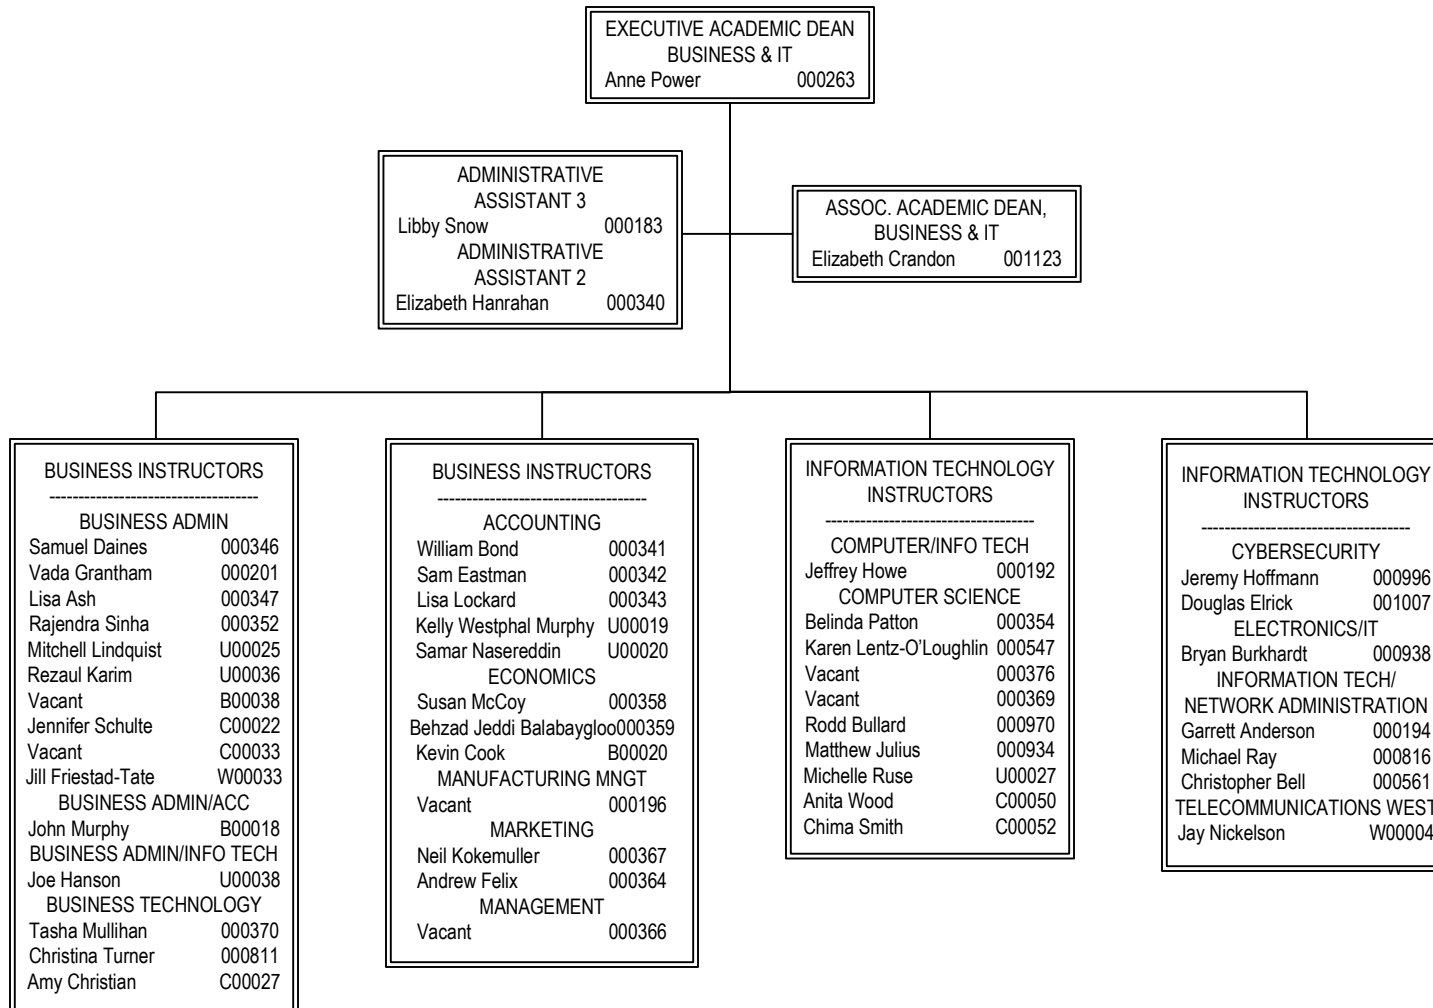 EXECUTIVE ACADEMIC DEAN
BUSINESS & IT
Anne Power 000263
ADMINISTRATIVE
ASSISTANT 3
Libby Snow 000183
ADMINISTRATIVE
ASSISTANT 2
Elizabeth Hanrahan 000340
ASSOC. ACADEMIC DEAN,
BUSINESS & IT
Elizabeth Crandon 001123
BUSINESS INSTRUCTORS
------------------------------------
BUSINESS ADMIN
Samuel Daines 000346
Vada Grantham 000201
Lisa Ash 000347
Rajendra Sinha 000352
Mitchell Lindquist U00025
Rezaul Karim U00036
Vacant B00038
Jennifer Schulte C00022
Vacant C00033
Jill Friestad-Tate W00033
BUSINESS ADMIN/ACC
John Murphy B00018
BUSINESS ADMIN/INFO TECH
Joe Hanson U00038
BUSINESS TECHNOLOGY
Tasha Mullihan 000370
Christina Turner 000811
Amy Christian C00027
BUSINESS INSTRUCTORS
------------------------------------
ACCOUNTING
William Bond 000341
Sam Eastman 000342
Lisa Lockard 000343
Kelly Westphal Murphy U00019
Samar Nasereddin U00020
ECONOMICS
Susan McCoy 000358
Behzad Jeddi Balabaygloo000359
Kevin Cook B00020
MANUFACTURING MNGT
Vacant 000196
MARKETING
Neil Kokemuller 000367
Andrew Felix 000364
MANAGEMENT
Vacant 000366
INFORMATION TECHNOLOGY
INSTRUCTORS
------------------------------------
COMPUTER/INFO TECH
Jeffrey Howe 000192
COMPUTER SCIENCE
Belinda Patton 000354
Karen Lentz-O'Loughlin 000547
Vacant 000376
Vacant 000369
Rodd Bullard 000970
Matthew Julius 000934
Michelle Ruse U00027
Anita Wood C00050
Chima Smith C00052
INFORMATION TECHNOLOGY
INSTRUCTORS
------------------------------------
CYBERSECURITY
Jeremy Hoffmann 000996
Douglas Elrick 001007
ELECTRONICS/IT
Bryan Burkhardt 000938
INFORMATION TECH/
NETWORK ADMINISTRATION
Garrett Anderson 000194
Michael Ray 000816
Christopher Bell 000561
TELECOMMUNICATIONS WEST
Jay Nickelson W00004